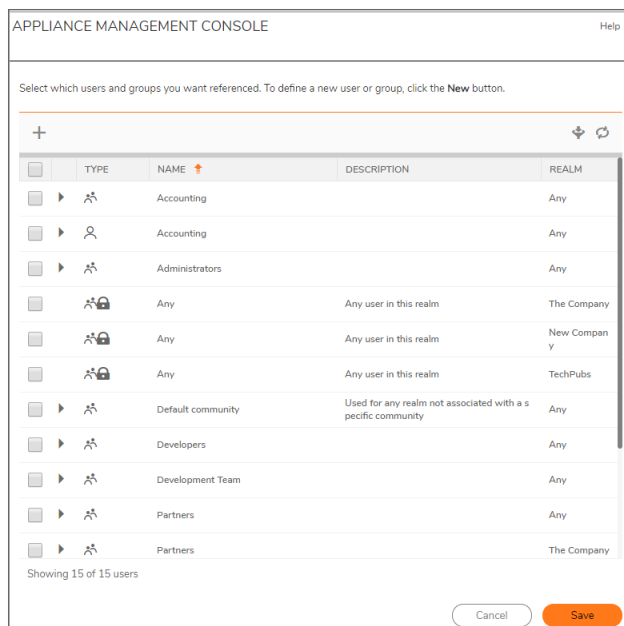 APPLIANCE MANAGEMENT CONSOLE Help
Select which users and groups you want referenced. To define a new user or group, click the New button.
TYPE NAME DESCRIPTION REALM
Accounting Any
Accounting Any
Administrators Any
Any Any user in this realm The Company
Any Any user in this realm New Compan
y
Any Any user in this realm TechPubs
Default community Used for any realm not associated with a s
pecific community Any
Developers Any
Development Team Any
Partners Any
Partners The Company
Showing 15 of 15 users
Cancel Save